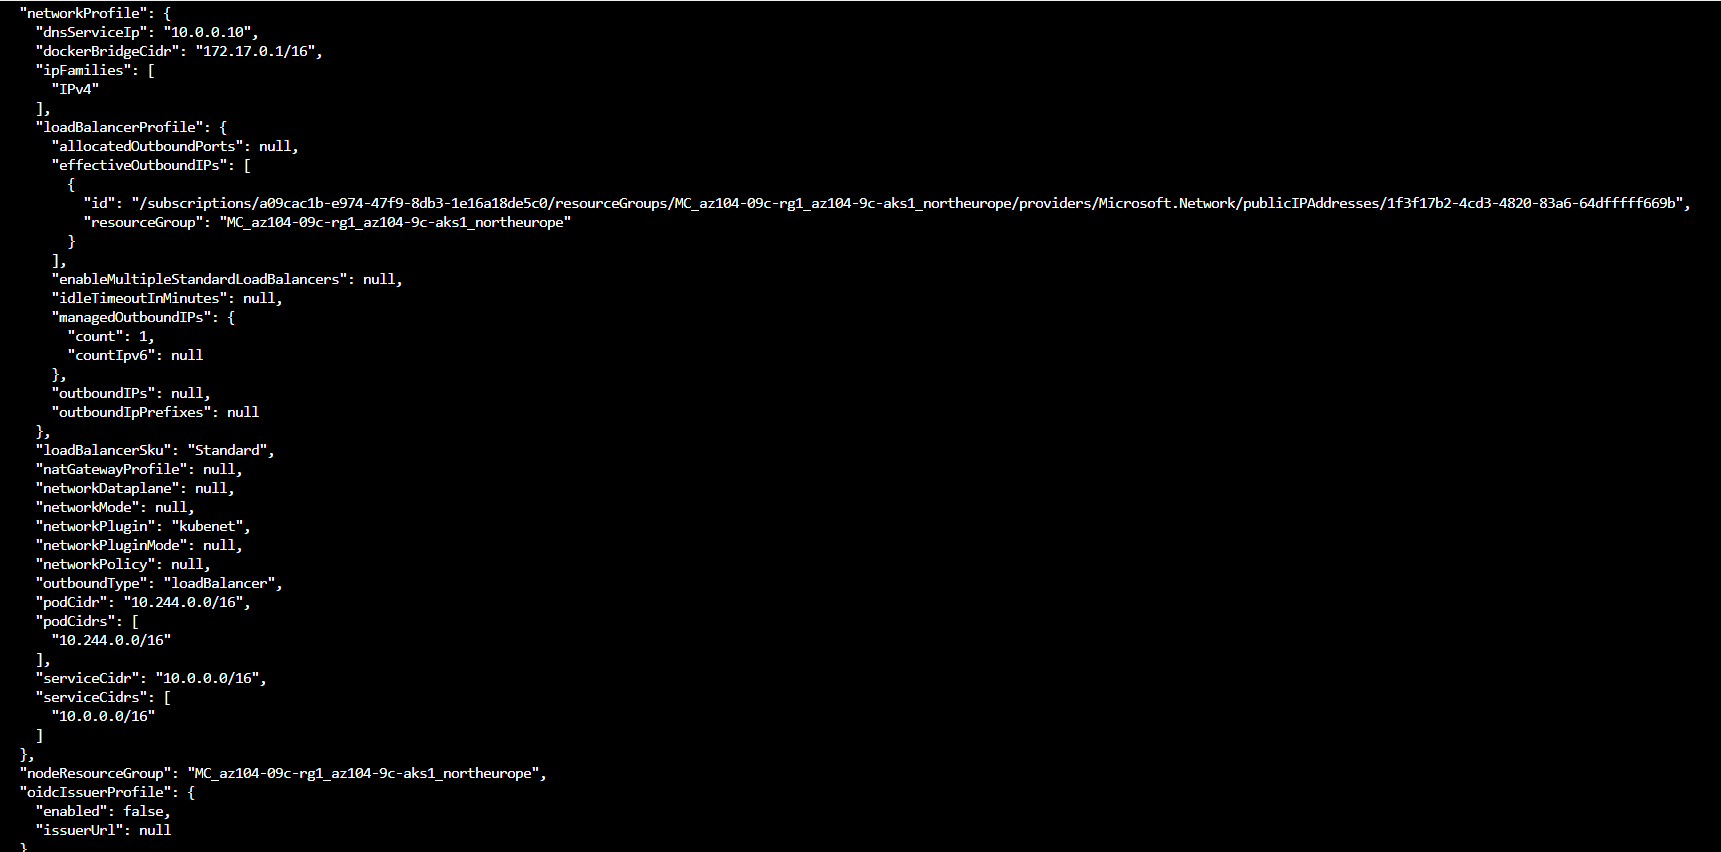 "networkProfile": {
"dnsServiceIp": "10.0.0.10",
"dockerBridgeCidr": "172.17.0.1/16",
"ipFamilies": [
"IPv4"
],
"loadBalancerProfile": {
"allocatedOutboundPorts": null,
"effectiveOutboundIPs": [
{
"id": "/subscriptions/a09cac1b-e974-47f9-8db3-1e16a18de5c0/resourceGroups/MC_az104-09c-rg1_az104-9c-aks1_northeurope/providers/Microsoft.Network/publicIPAddresses/1f3f17b2-4cd3-4820-83a6-64dfffff669b",
"resourceGroup": "MC_az104-09c-rg1_az104-9c-aks1_northeurope"
}
],
"enableMultipleStandardLoadBalancers": null,
"idleTimeoutInMinutes": null,
"managedOutboundIPs": {
"count": 1,
"countIpv6": null
},
"outboundIPs": null,
"outboundIpPrefixes": null
},
"loadBalancerSku": "Standard",
"natGatewayProfile": null,
"networkDataplane": null,
"networkMode": null,
"networkPlugin": "kubenet",
"networkPluginMode": null,
"networkPolicy": null,
"outboundType": "loadBalancer",
"podCidr": "10.244.0.0/16",
"podCidrs": [
"10.244.0.0/16"
],
"serviceCidr": "10.0.0.0/16",
"serviceCidrs": [
"10.0.0.0/16"
]
},
"nodeResourceGroup": "MC_az104-09c-rg1_az104-9c-aks1_northeurope",
"oidcIssuerProfile": {
"enabled": false,
"issuerUrl": null
}